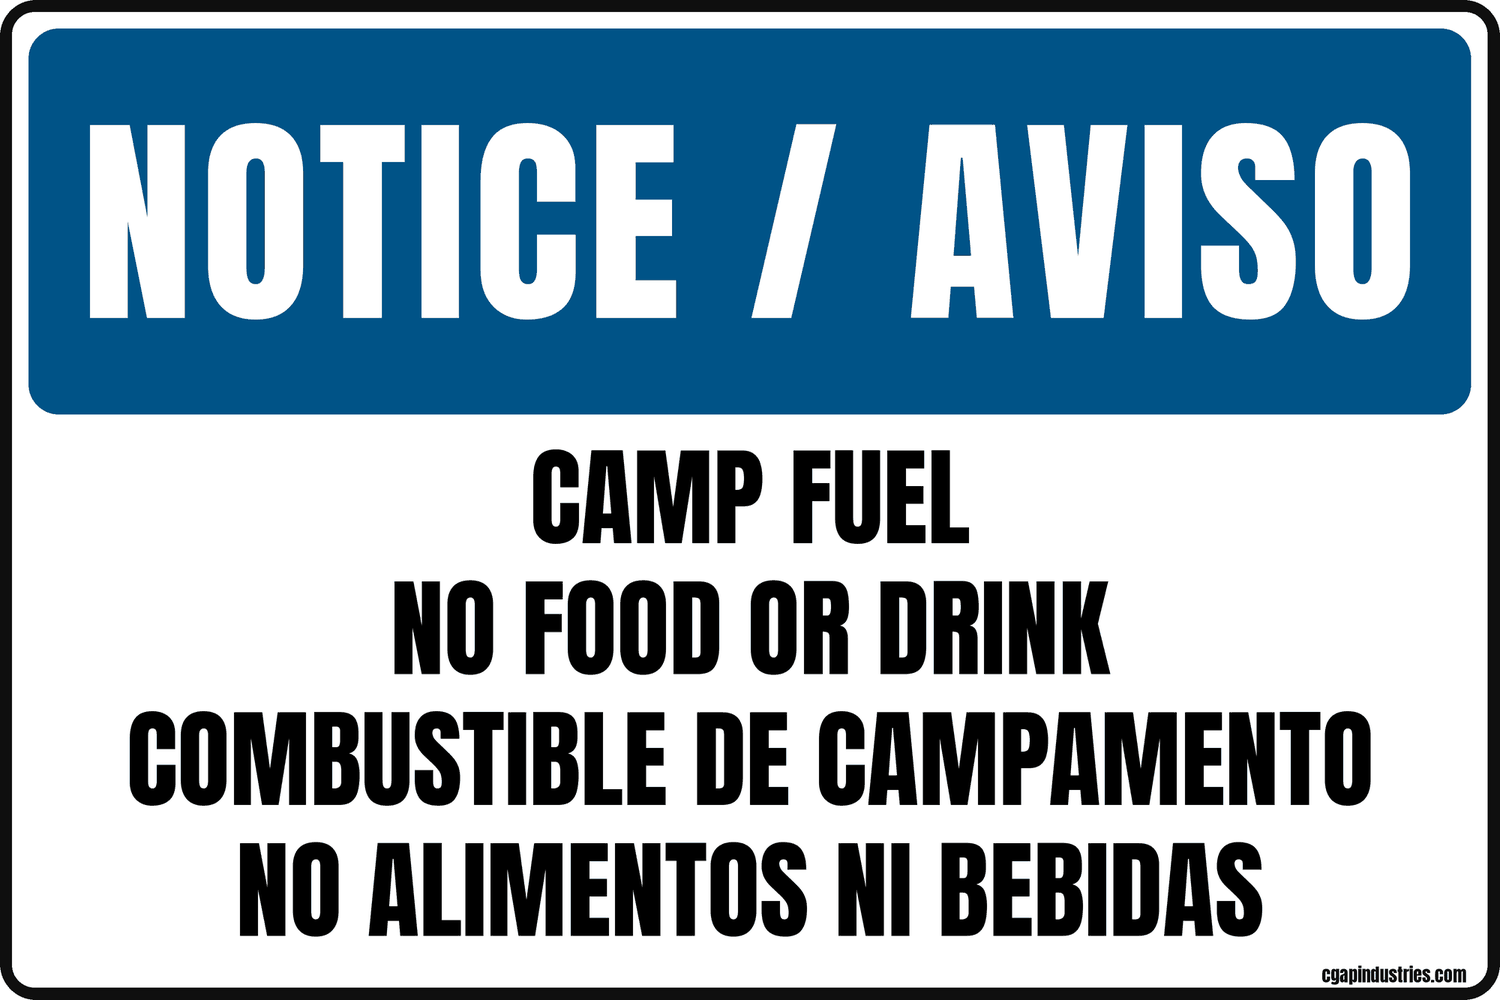 NOTICE / AVISO
CAMP FUEL
NO FOOD OR DRINK
COMBUSTIBLE DE CAMPAMENTO
NO ALIMENTOS NI BEBIDAS
cgapindustries.com